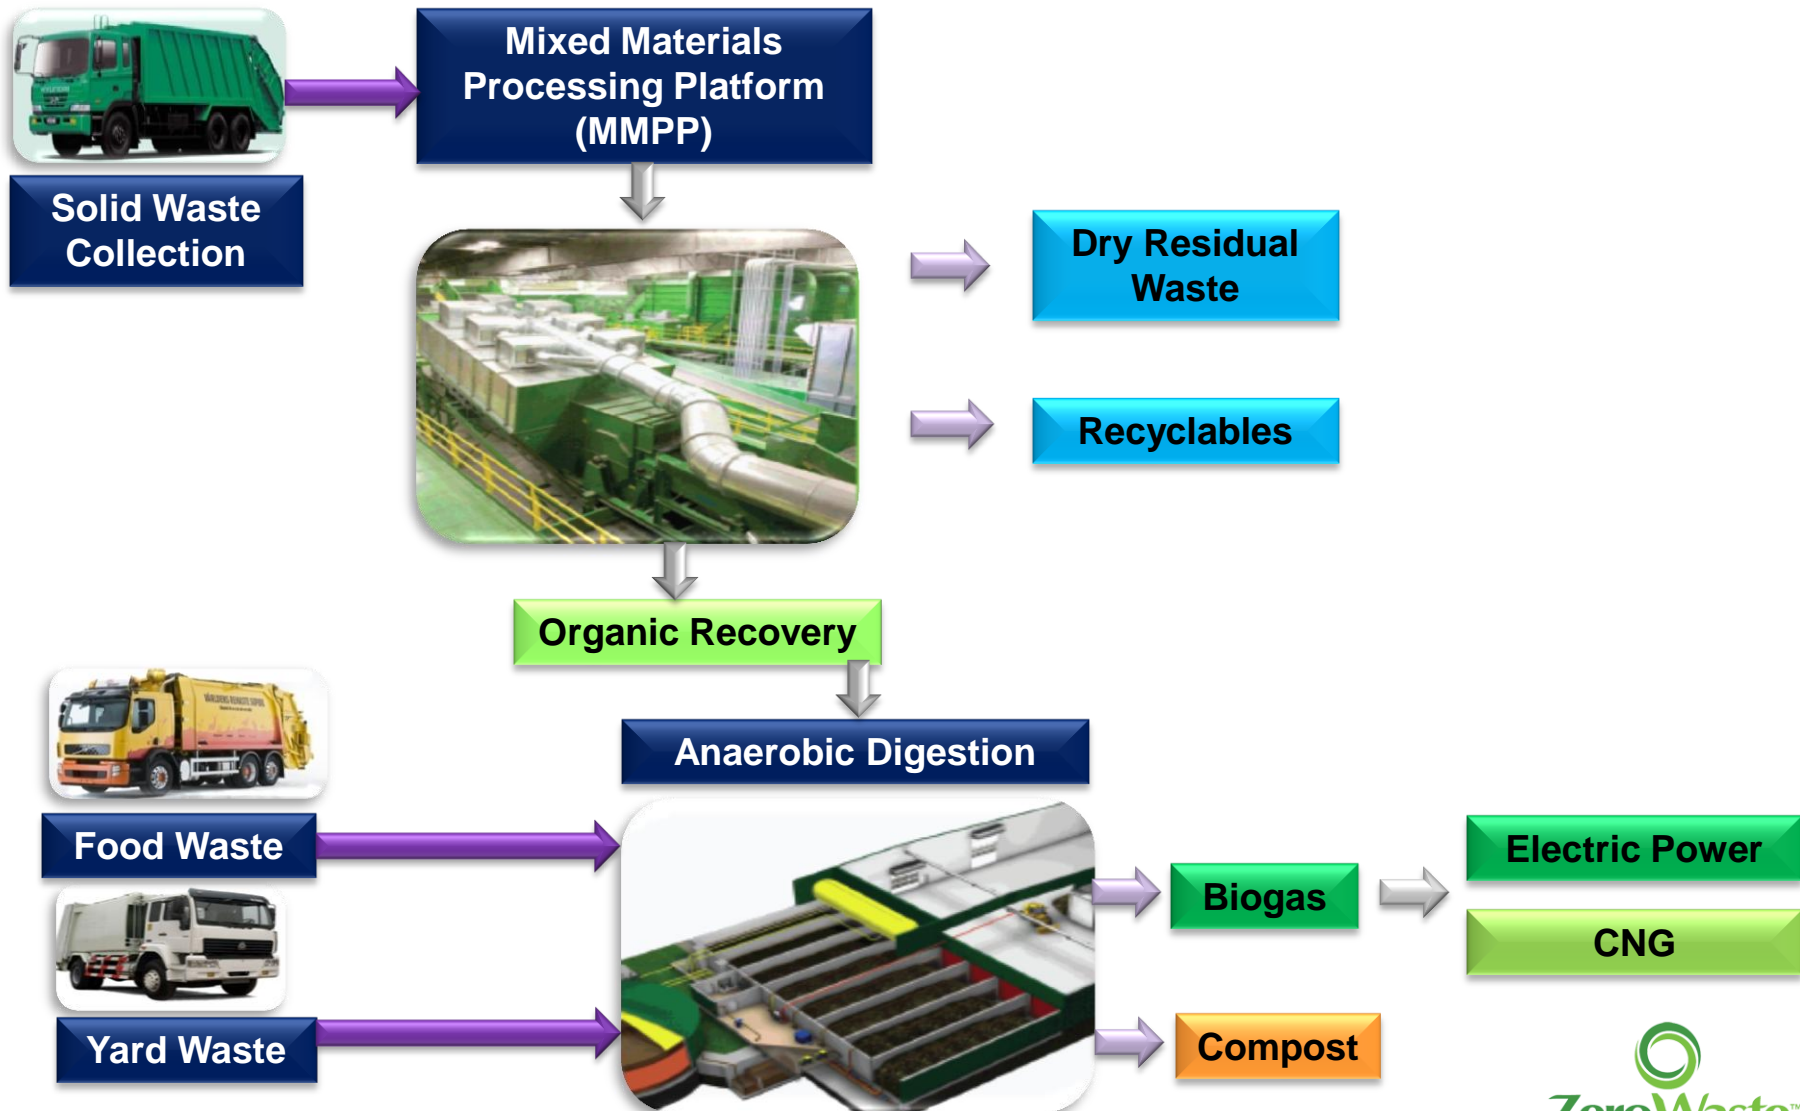 Mixed Materials
Processing Platform
(MMPP)
Solid Waste
Collection
Dry Residual
Waste
Recyclables
Organic Recovery
Anaerobic Digestion
Food Waste
Electric Power
Biogas
CNG
Yard Waste
Compost
ZeroWaste™